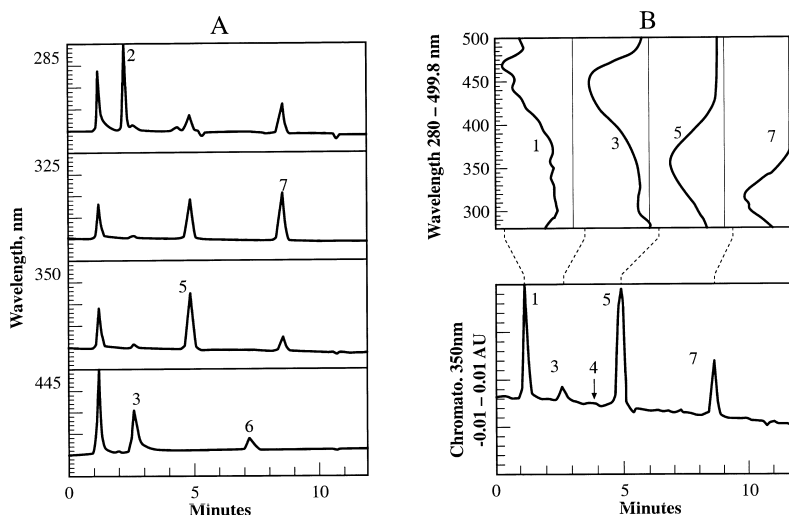 A
285
2
325
7
350
5
445
3
6
Wavelength, nm
0 5 10
Minutes
B
500
450
400
350
300
1
3
5
7
Wavelength 280 – 499.8 nm
1
3
4
5
7
Chromato. 350nm
-0.01 – 0.01 AU
0 5 10
Minutes